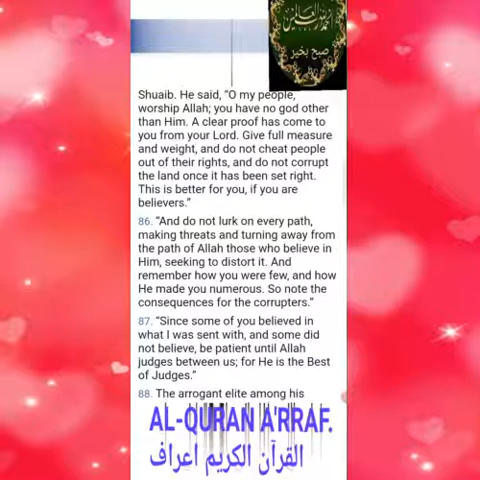 صبح بخير
Shuaib. He said, “O my people,
worship Allah; you have no god other
than Him. A clear proof has come to
you from your Lord. Give full measure
and weight, and do not cheat people
out of their rights, and do not corrupt
the land once it has been set right.
This is better for you, if you are
believers.”
86. “And do not lurk on every path,
making threats and turning away from
the path of Allah those who believe in
Him, seeking to distort it. And
remember how you were few, and how
He made you numerous. So note the
consequences for the corrupters.”
87. “Since some of you believed in
what I was sent with, and some did
not believe, be patient until Allah
judges between us; for He is the Best
of Judges.”
88. The arrogant elite among his
AL-QURAN A'RRAF.
القرآن الكريم اعراف